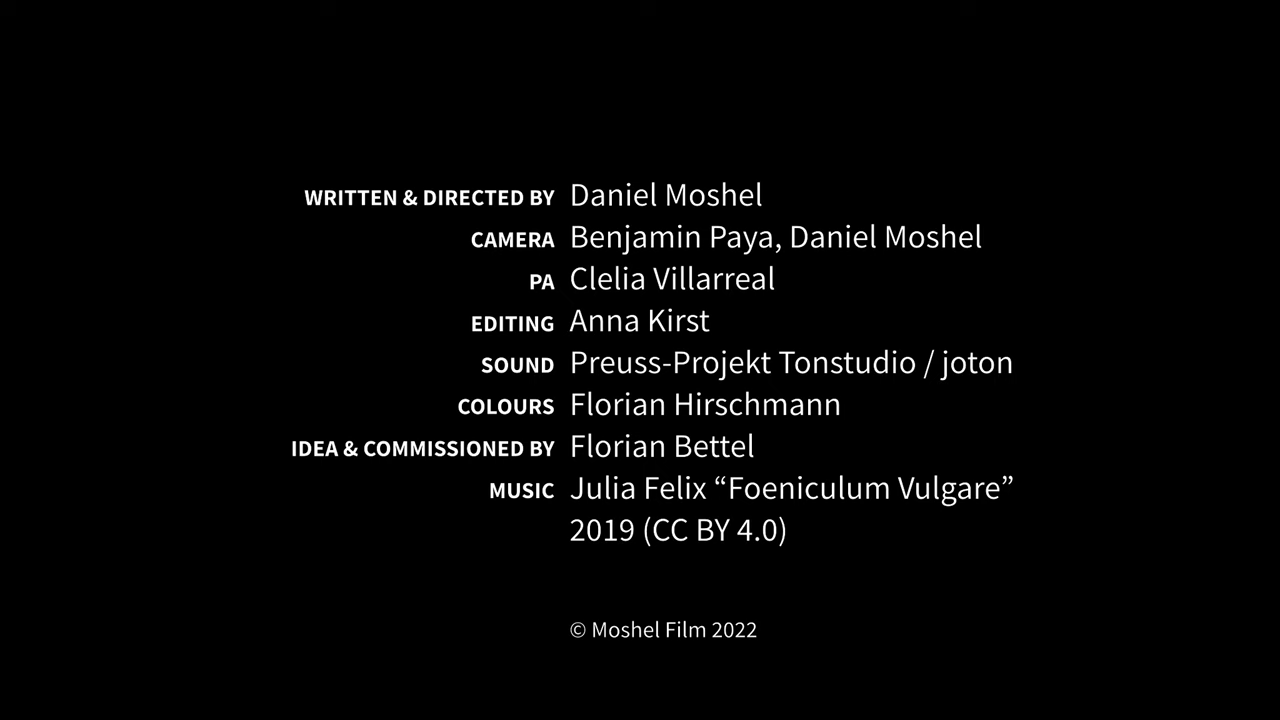 WRITTEN & DIRECTED BY Daniel Moshel
CAMERA Benjamin Paya, Daniel Moshel
PA Clelia Villarreal
EDITING Anna Kirst
SOUND Preuss-Projekt Tonstudio / joton
COLOURS Florian Hirschmann
IDEA & COMMISSIONED BY Florian Bettel
MUSIC Julia Felix “Foeniculum Vulgare”
2019 (CC BY 4.0)
© Moshel Film 2022